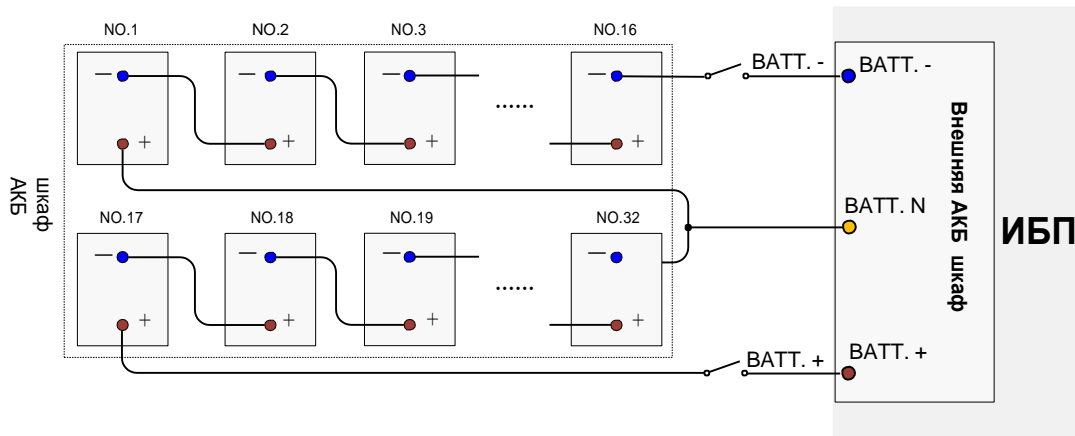 NO.1 NO.2 NO.3 NO.16
− − − −
BATT. - BATT. -
......
+ + + +
шкаф
АКБ
BATT. N
Внешняя АКБ шкаф
ИБП
NO.17 NO.18 NO.19 NO.32
− − − −
......
+ + + +
BATT. + BATT. +